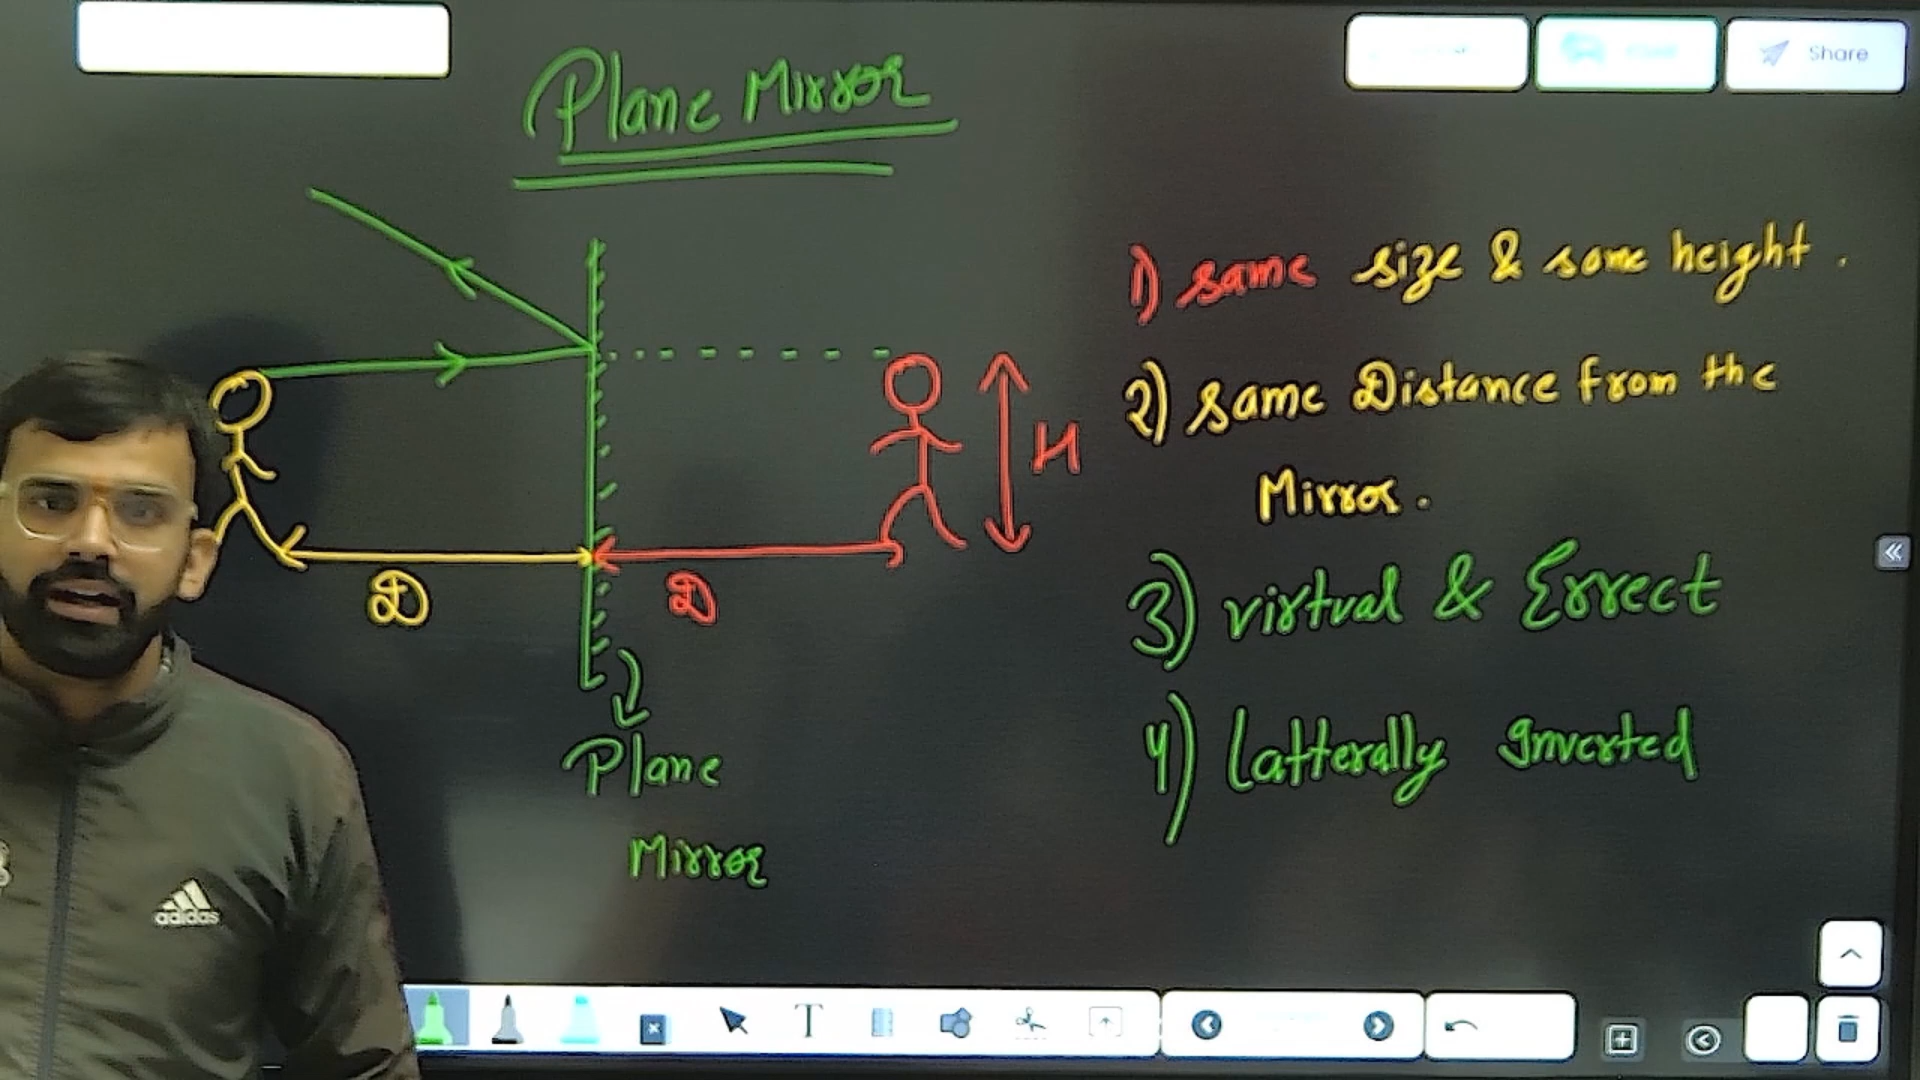 Share
Plane Mirror
1) same size & same height.
2) same Distance from the
Mirror.
3) virtual & Errect
4) Latterally Inverted
H
D
D
Plane
Mirror
adidas
T